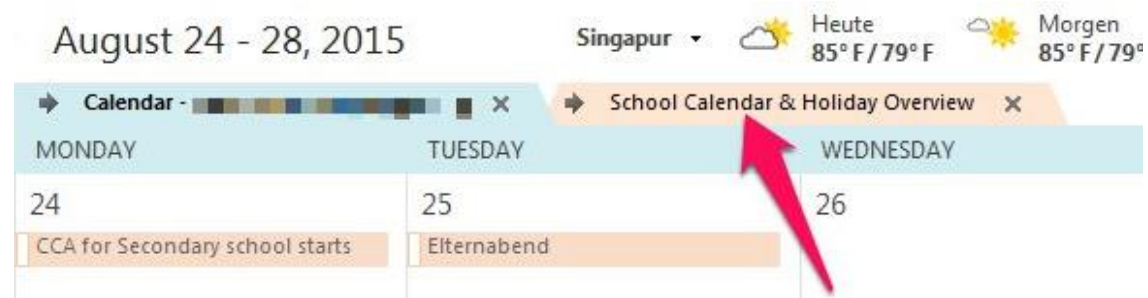 August 24 - 28, 2015
Singapur
Heute
85° F / 79° F
Morgen
85° F / 79°
Calendar -
School Calendar & Holiday Overview
MONDAY
TUESDAY
WEDNESDAY
24
25
26
CCA for Secondary school starts
Elternabend